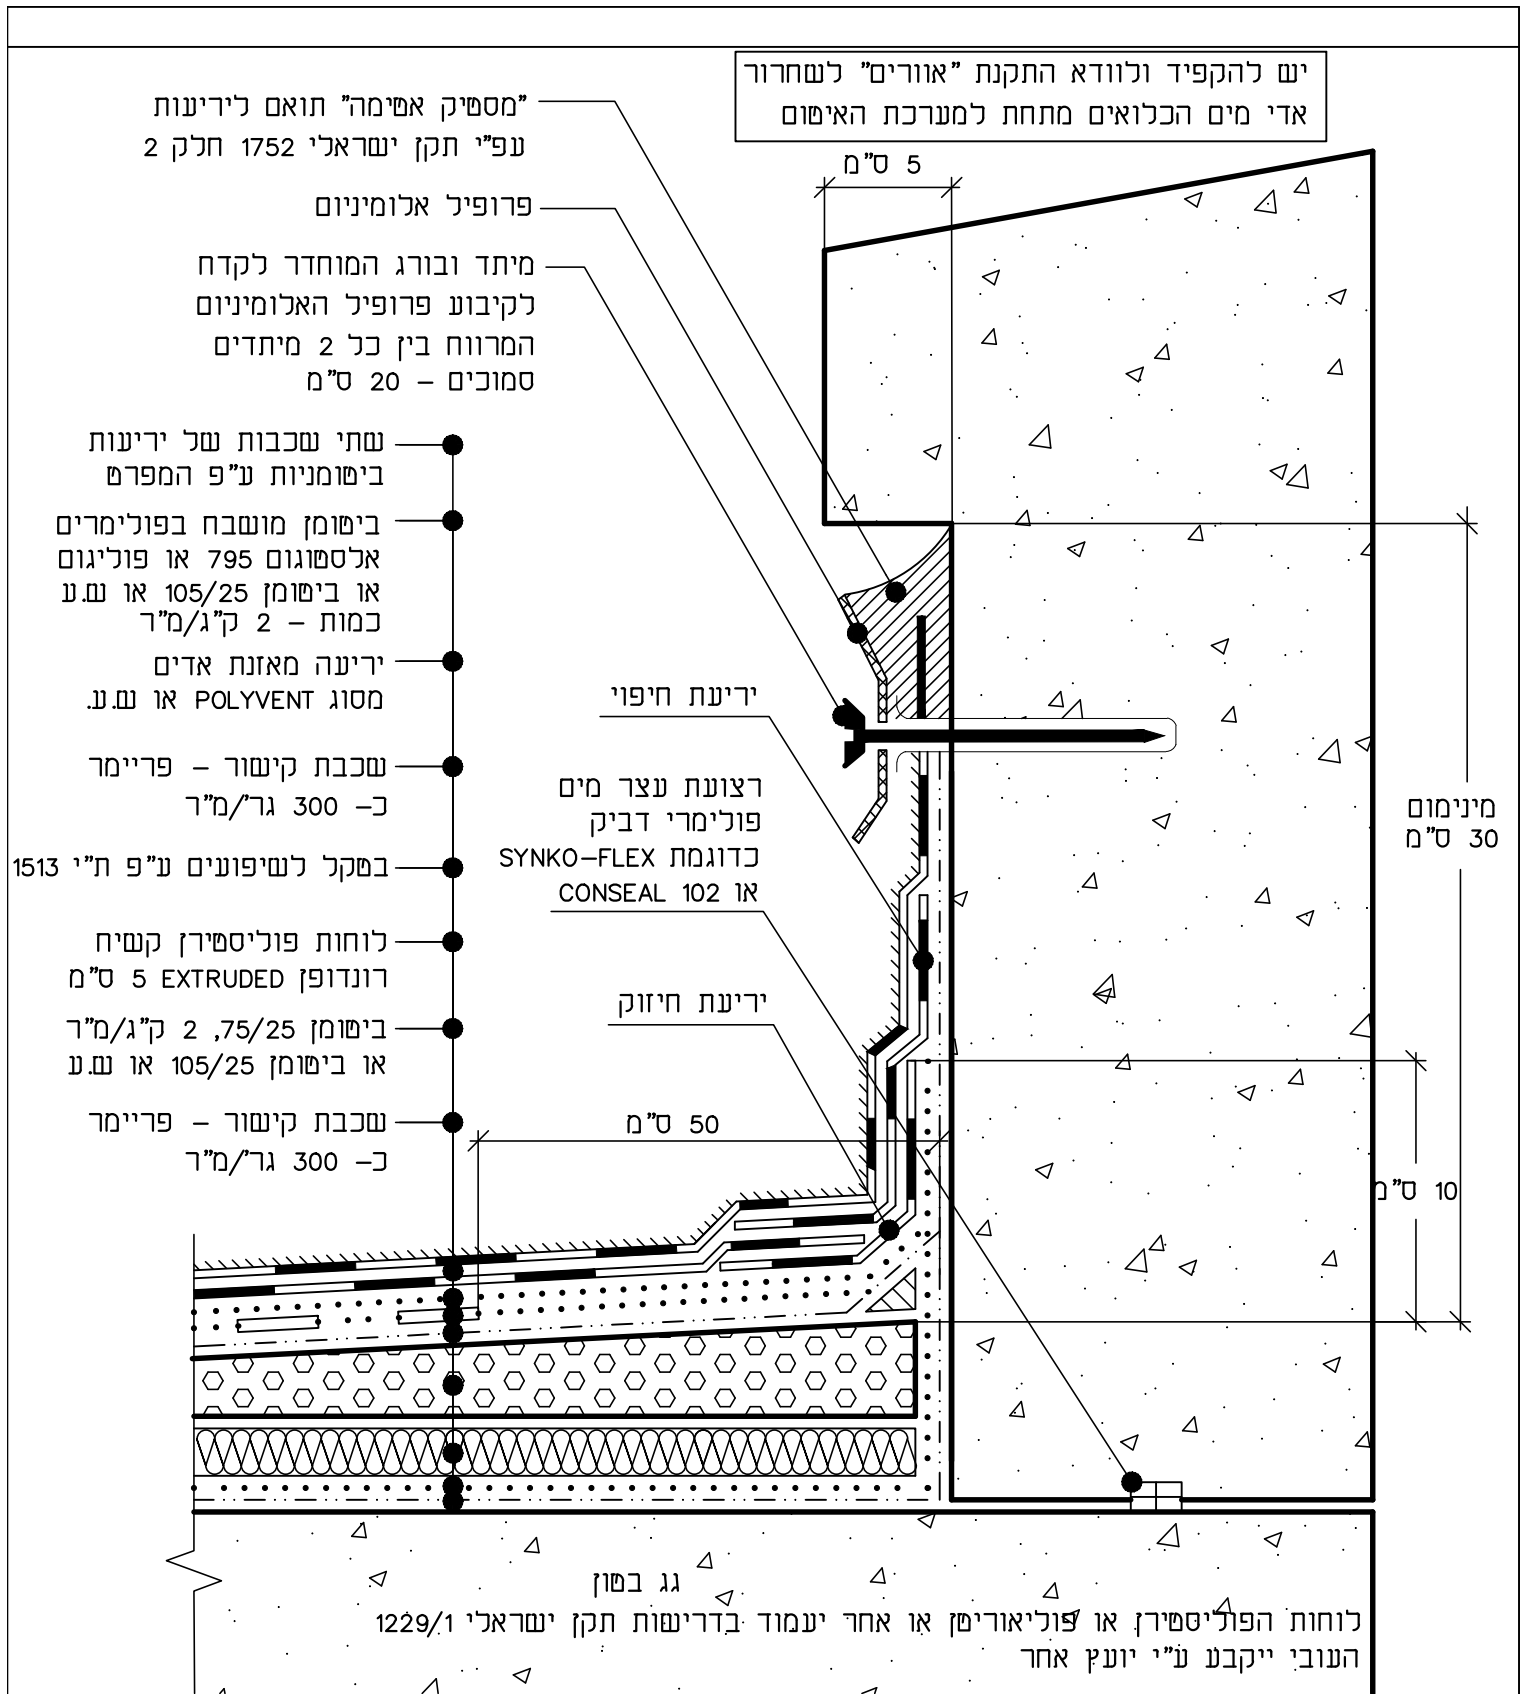 יש להקפיד ולוודא התקנת "אוורים" לשחרור
אדי מים הכלואים מתחת למערכת האיטום
5 ס"מ
"מסטיק אטימה" תואם ליריעות
עפ"י תקן ישראלי 1752 חלק 2
פרופיל אלומיניום
מיתד ובורג המוחדר לקדח
לקיבוע פרופיל האלומיניום
המרווח בין כל 2 מיתדים
סמוכים – 20 ס"מ
שתי שכבות של יריעות
ביטומניות ע"פ המפרט
ביטומן מושבח בפולימרים
אלסטוגום 795 או פוליגום
או ביטומן 105/25 או ש.ע
כמות – 2 ק"ג/מ"ר
יריעה מאזנת אדים
מסוג POLYVENT או ש.ע.
שכבת קישור – פריימר
כ– 300 גר'/מ"ר
בטקל לשיפועים ע"פ ת"י 1513
לוחות פוליסטירן קשיח
רונדופן EXTRUDED 5 ס"מ
ביטומן 75/25, 2 ק"ג/מ"ר
או ביטומן 105/25 או ש.ע
שכבת קישור – פריימר
כ– 300 גר'/מ"ר
יריעת חיפוי
רצועת עצר מים
פולימרי דביק
כדוגמת SYNKO–FLEX
או CONSEAL 102
יריעת חיזוק
50 ס"מ
מינימום
30 ס"מ
10 ס"מ
גג בטון
לוחות הפוליסטירן או פוליאוריטן או אחר יעמוד בדרישות תקן ישראלי 1229/1
העובי ייקבע ע"י יועץ אחר